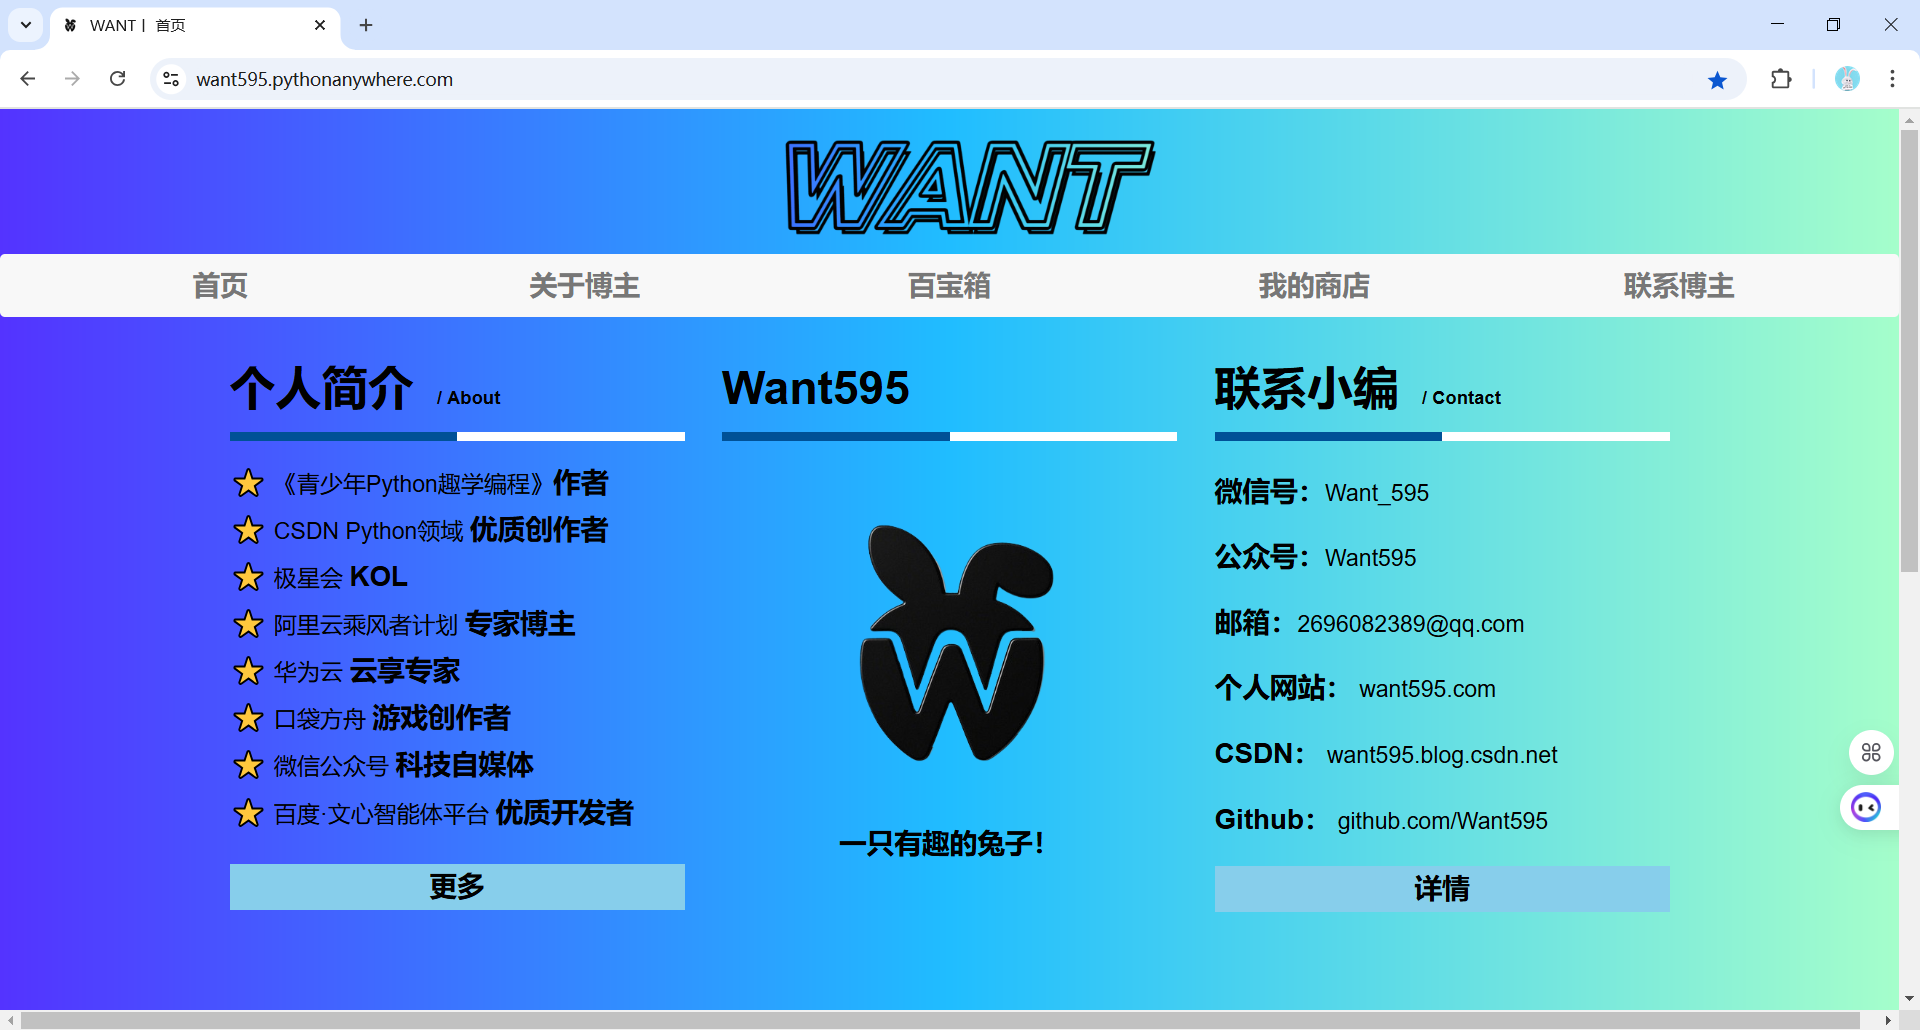 WANT丨 首页
want595.pythonanywhere.com
WANT
首页 关于博主 百宝箱 我的商店 联系博主
个人简介 / About
《青少年Python趣学编程》作者
CSDN Python领域 优质创作者
极星会 KOL
阿里云乘风者计划 专家博主
华为云 云享专家
口袋方舟 游戏创作者
微信公众号 科技自媒体
百度·文心智能体平台 优质开发者
更多
Want595
W
一只有趣的兔子！
联系小编 / Contact
微信号：Want_595
公众号：Want595
邮箱：2696082389@qq.com
个人网站： want595.com
CSDN： want595.blog.csdn.net
Github： github.com/Want595
详情